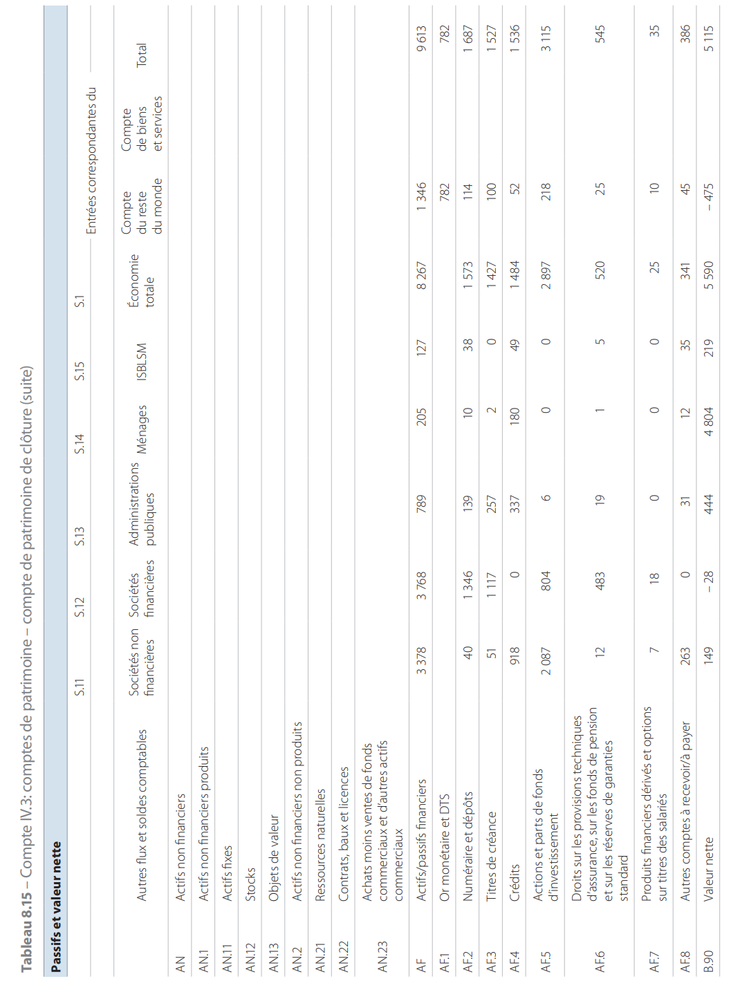 Tableau 8.15 – Compte IV.3: comptes de patrimoine – compte de patrimoine de clôture (suite)
Passifs et valeur nette
S.11 S.12 S.13 S.14 S.15 S.1 Entrées correspondantes du
Autres flux et soldes comptables Sociétés non financières Sociétés financières Administrations publiques Ménages ISBLSM Économie totale Compte du reste du monde Compte de biens et services Total
AN Actifs non financiers
AN.1 Actifs non financiers produits
AN.11 Actifs fixes
AN.12 Stocks
AN.13 Objets de valeur
AN.2 Actifs non financiers non produits
AN.21 Ressources naturelles
AN.22 Contrats, baux et licences
AN.23 Achats moins ventes de fonds
commerciaux et d’autres actifs
commerciaux
AF Actifs/passifs financiers 3 378 3 768 789 205 127 8 267 1 346 9 613
AF.1 Or monétaire et DTS 782 782
AF.2 Numéraire et dépôts 40 1 346 139 10 38 1 573 114 1 687
AF.3 Titres de créance 51 1 117 257 2 0 1 427 100 1 527
AF.4 Crédits 918 0 337 180 49 1 484 52 1 536
AF.5 Actions et parts de fonds
d’investissement 2 087 804 6 0 0 2 897 218 3 115
AF.6 Droits sur les provisions techniques
d’assurance, sur les fonds de pension
et sur les réserves de garanties
standard 12 483 19 1 5 520 25 545
AF.7 Produits financiers dérivés et options
sur titres des salariés 7 18 0 0 0 25 10 35
AF.8 Autres comptes à recevoir/à payer 263 0 31 12 35 341 45 386
B.90 Valeur nette 149 – 28 444 4 804 219 5 590 – 475 5 115